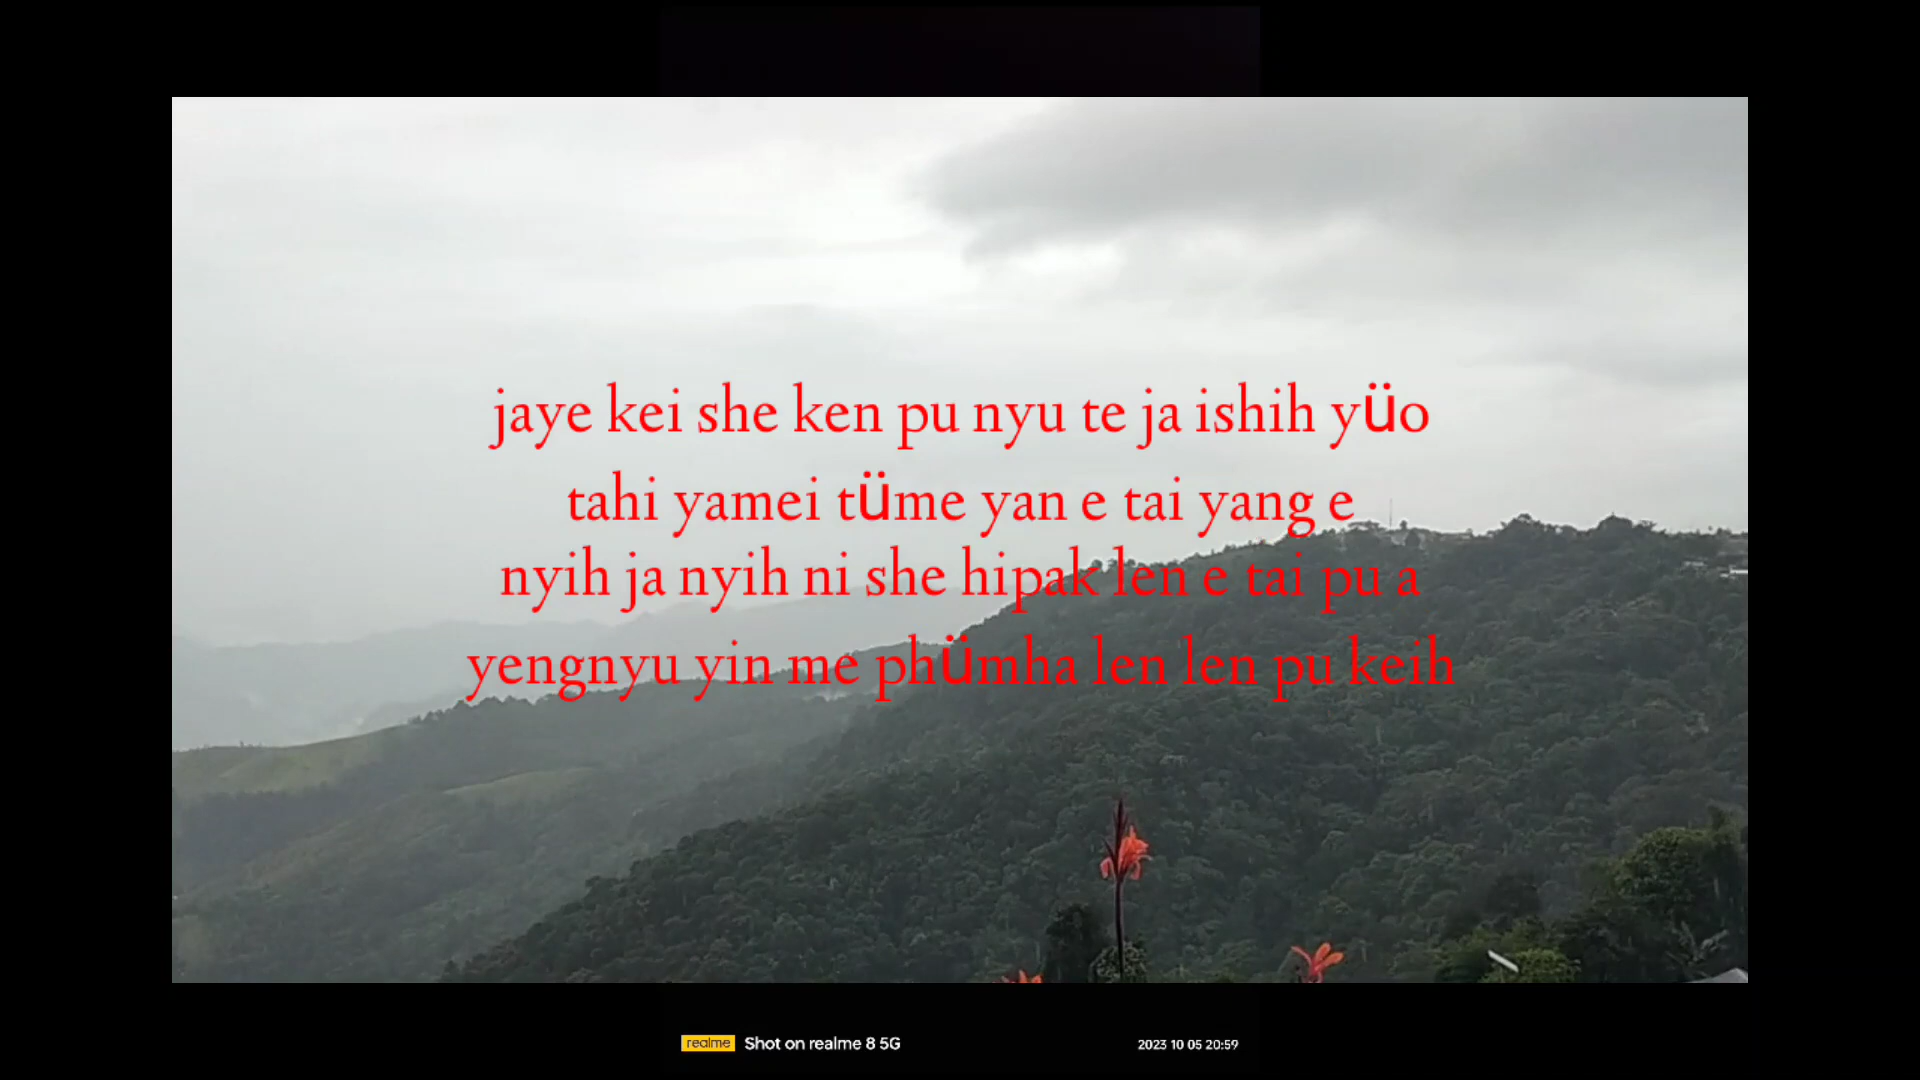 jaye kei she ken pu nyu te ja ishih yüo
tahi yamei tüme yan e tai yang e
nyih ja nyih ni she hipak len e tai pu a
yengnyu yin me phümha len len pu keih
realme Shot on realme 8 5G 2023 10 05 20:59